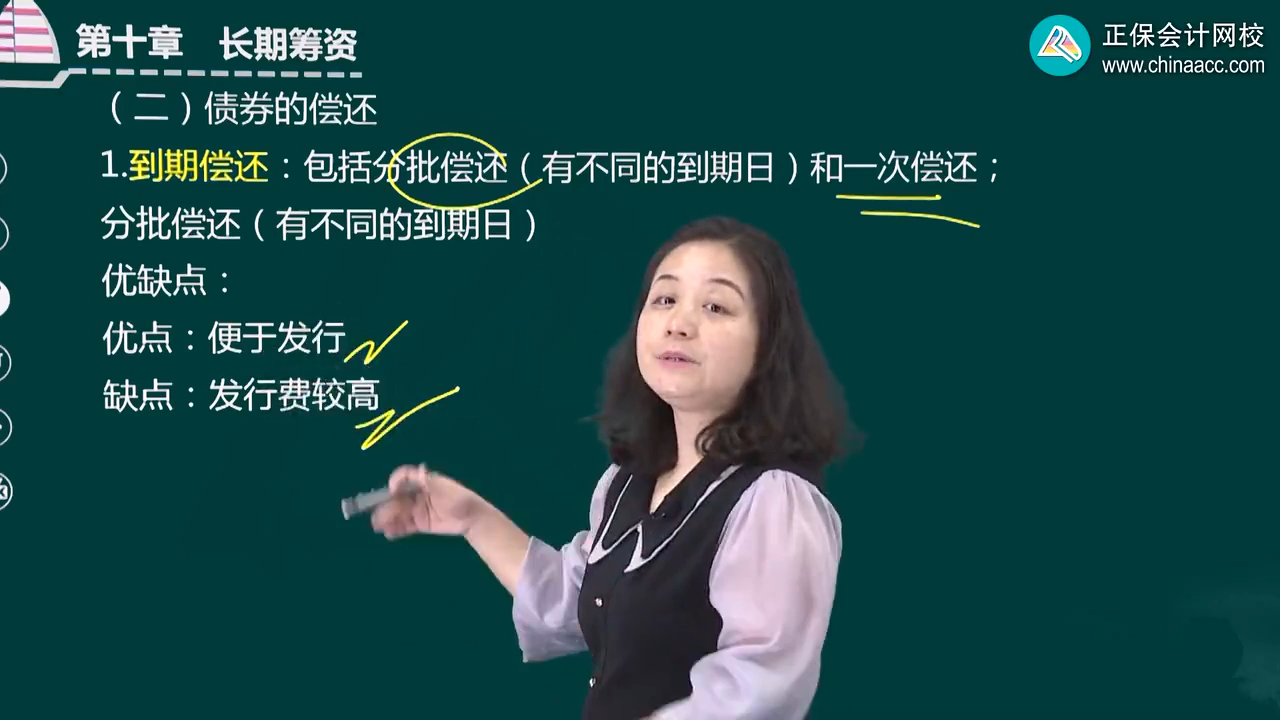 第十章 长期筹资
正保会计网校
www.chinaacc.com
（二）债券的偿还
1.到期偿还：包括分批偿还（有不同的到期日）和一次偿还；
分批偿还（有不同的到期日）
优缺点：
优点：便于发行
缺点：发行费较高